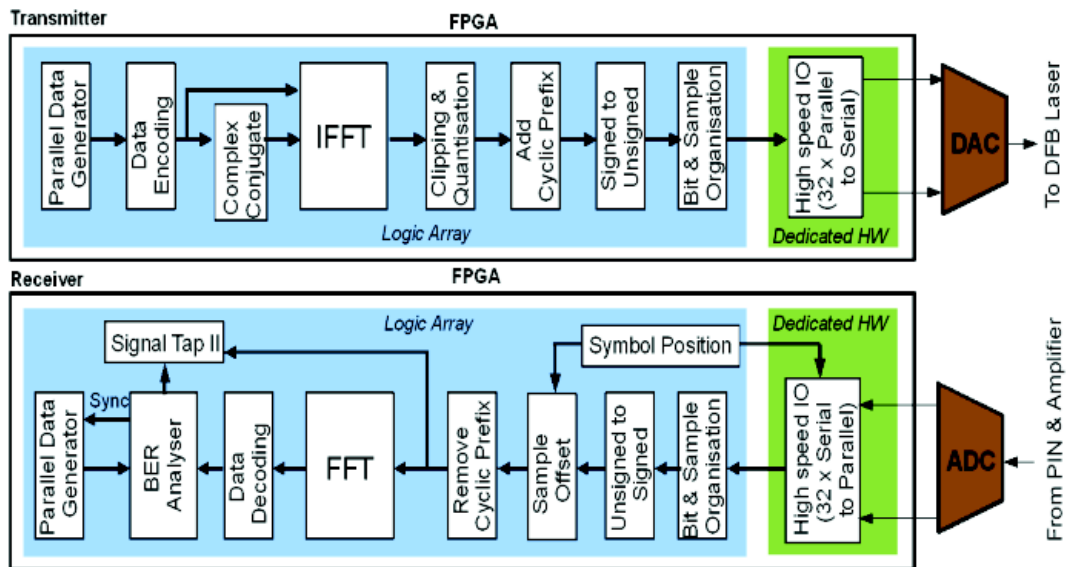 Transmitter
FPGA
Parallel Data
Generator
Data
Encoding
Complex
Conjugate
IFFT
Clipping &
Quantisation
Add
Cyclic Prefix
Signed to
Unsigned
Bit & Sample
Organisation
High speed IO
(32 x Parallel
to Serial)
DAC
To DFB Laser
Logic Array
Dedicated HW
Receiver
FPGA
Logic Array
Dedicated HW
Signal Tap II
Symbol Position
Sync
Parallel Data
Generator
BER
Analyser
Data
Decoding
FFT
Remove
Cyclic Prefix
Sample
Offset
Unsigned to
Signed
Bit & Sample
Organisation
High speed IO
(32 x Serial
to Parallel)
ADC
From PIN & Amplifier